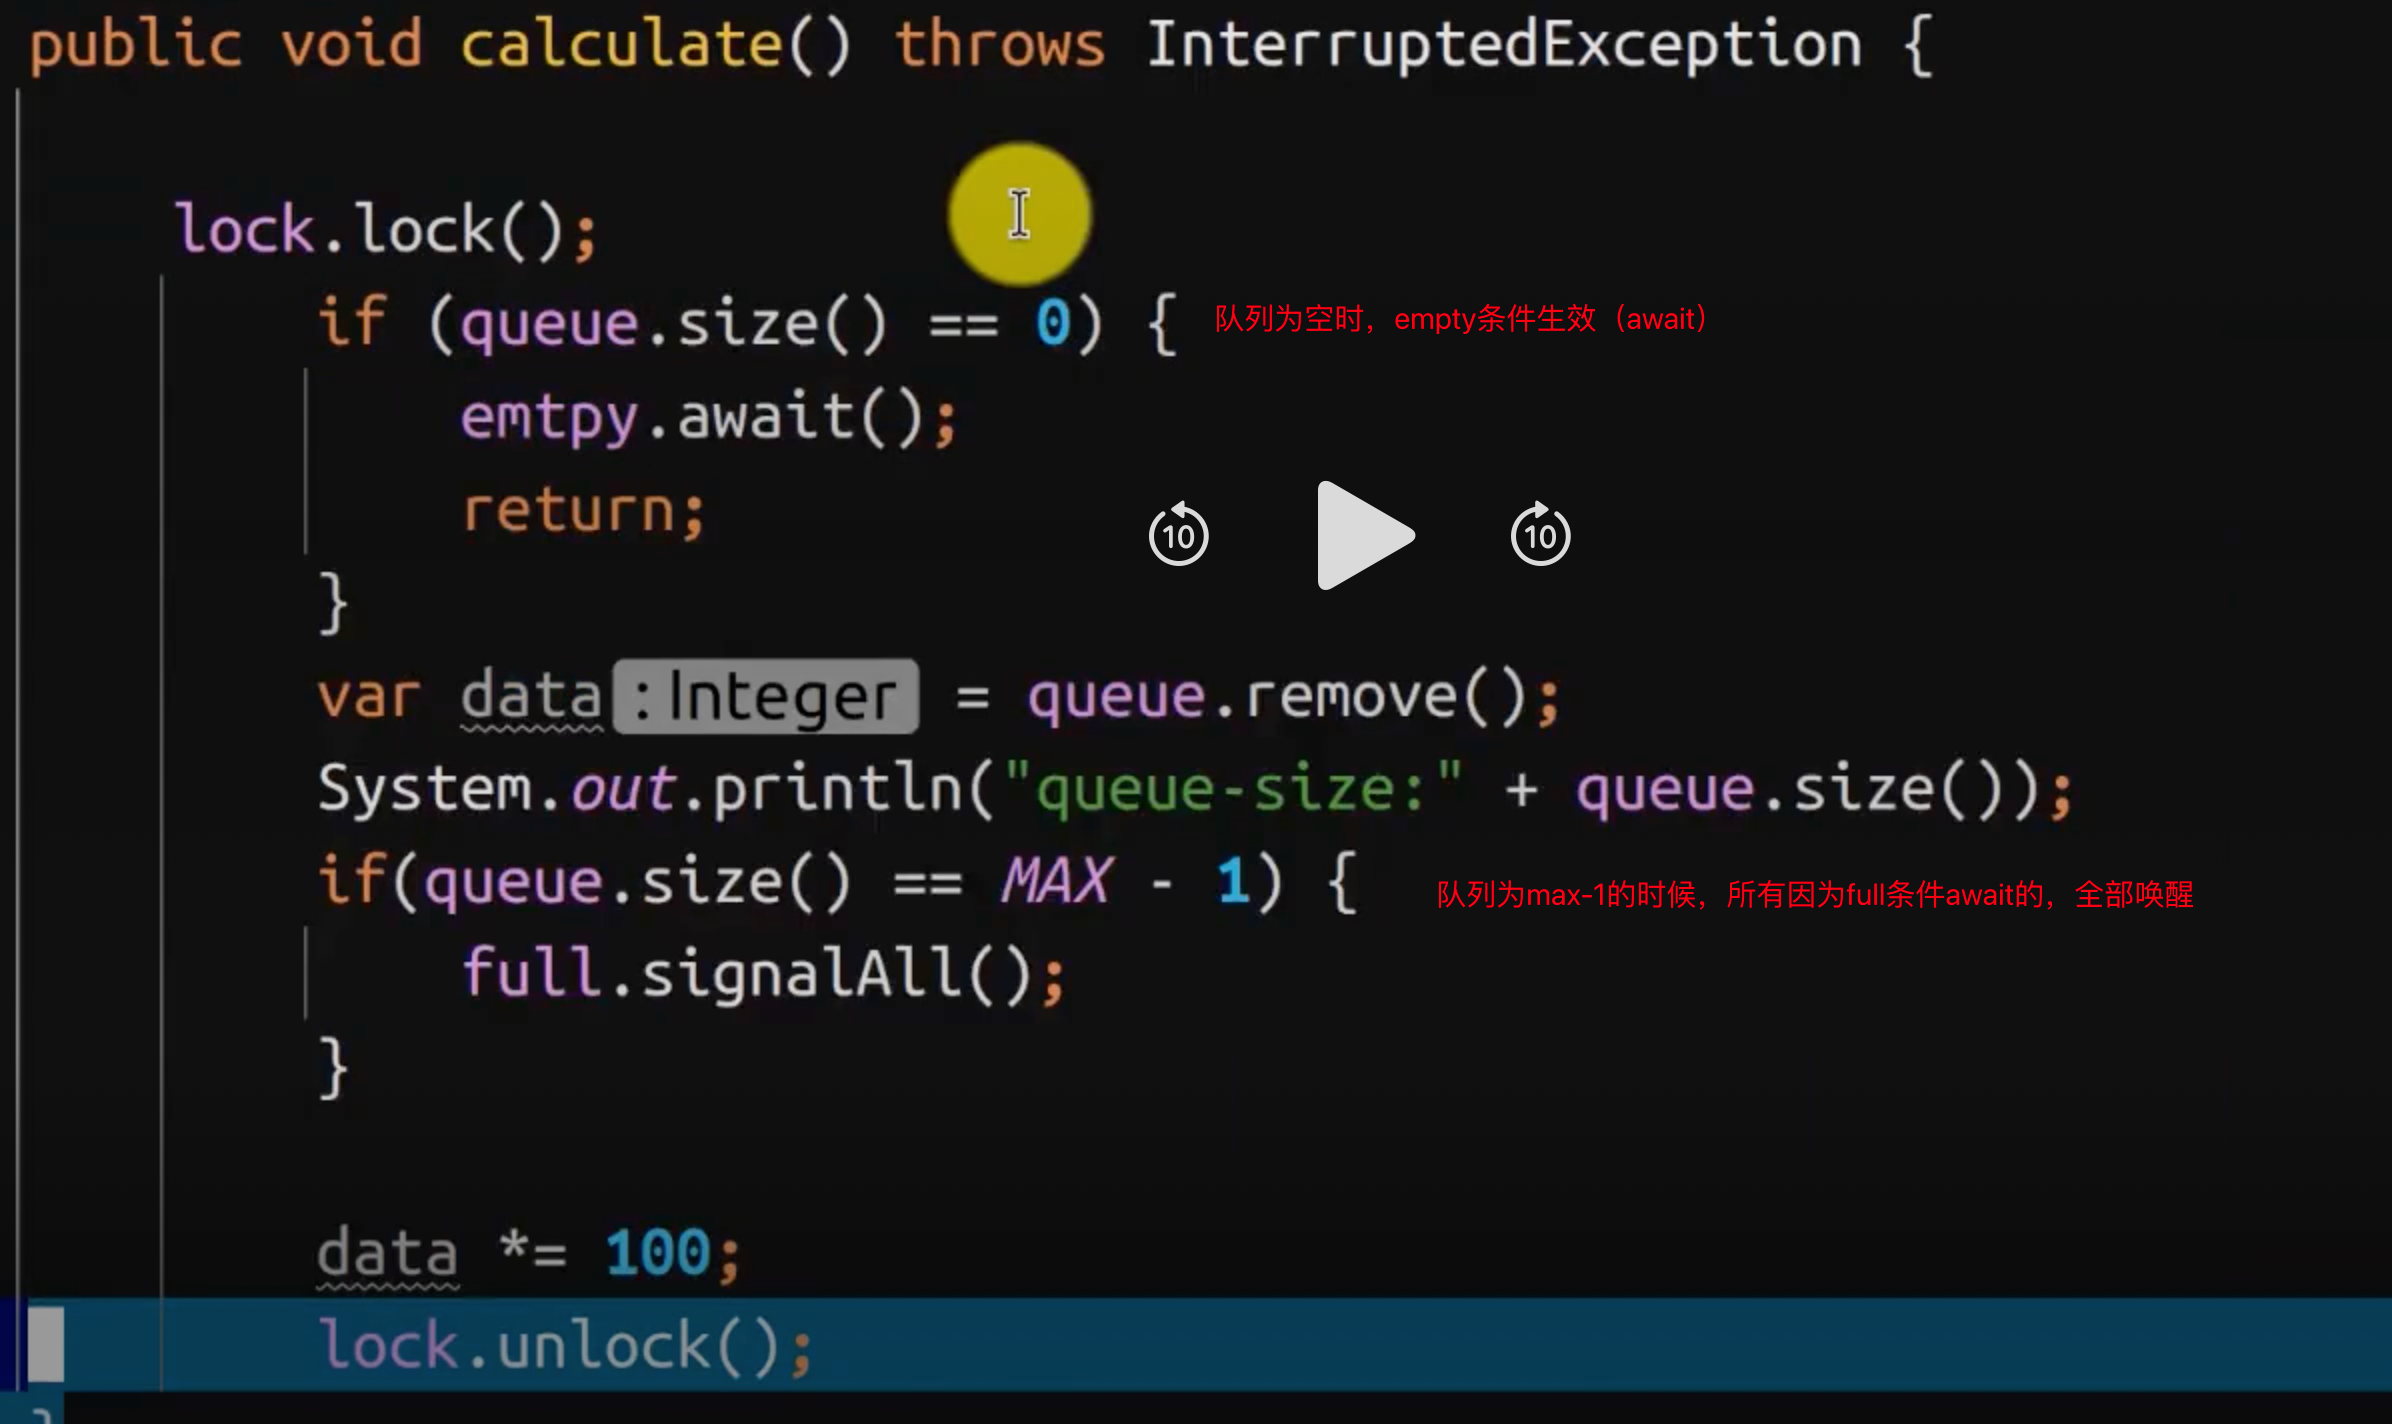 public void calculate() throws InterruptedException {
lock.lock();
if (queue.size() == 0) { 队列为空时，empty条件生效（await）
emtpy.await();
return;
10 10
}
var data : Integer = queue.remove();
System.out.println("queue-size:" + queue.size());
if(queue.size() == MAX - 1) { 队列为max-1的时候，所有因为full条件await的，全部唤醒
full.signalAll();
}
data *= 100;
lock.unlock();
}